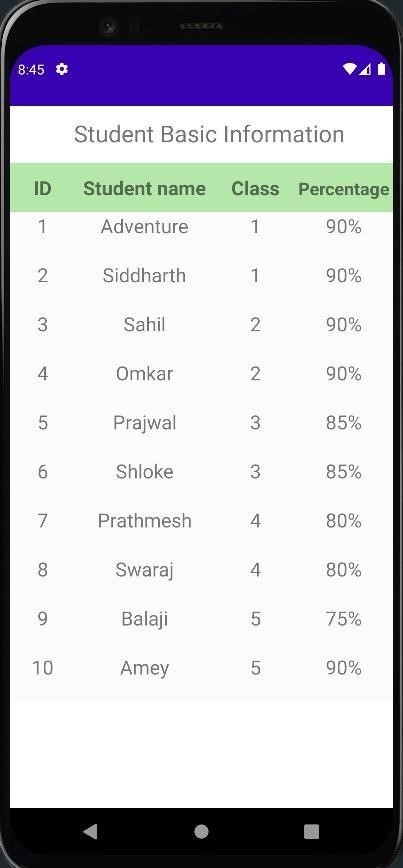 8:45
Student Basic Information
ID Student name Class Percentage
1 Adventure 1 90%
2 Siddharth 1 90%
3 Sahil 2 90%
4 Omkar 2 90%
5 Prajwal 3 85%
6 Shloke 3 85%
7 Prathmesh 4 80%
8 Swaraj 4 80%
9 Balaji 5 75%
10 Amey 5 90%